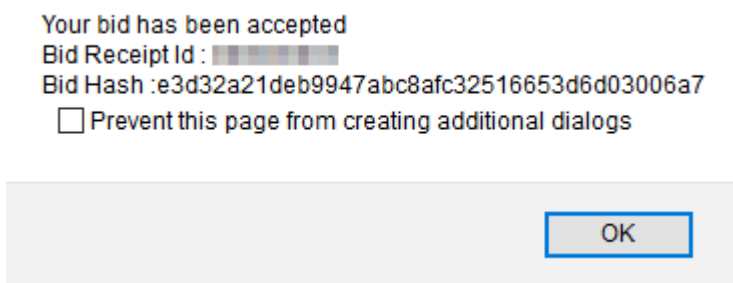 Your bid has been accepted
Bid Receipt Id :
Bid Hash :e3d32a21deb9947abc8afc32516653d6d03006a7
Prevent this page from creating additional dialogs
OK